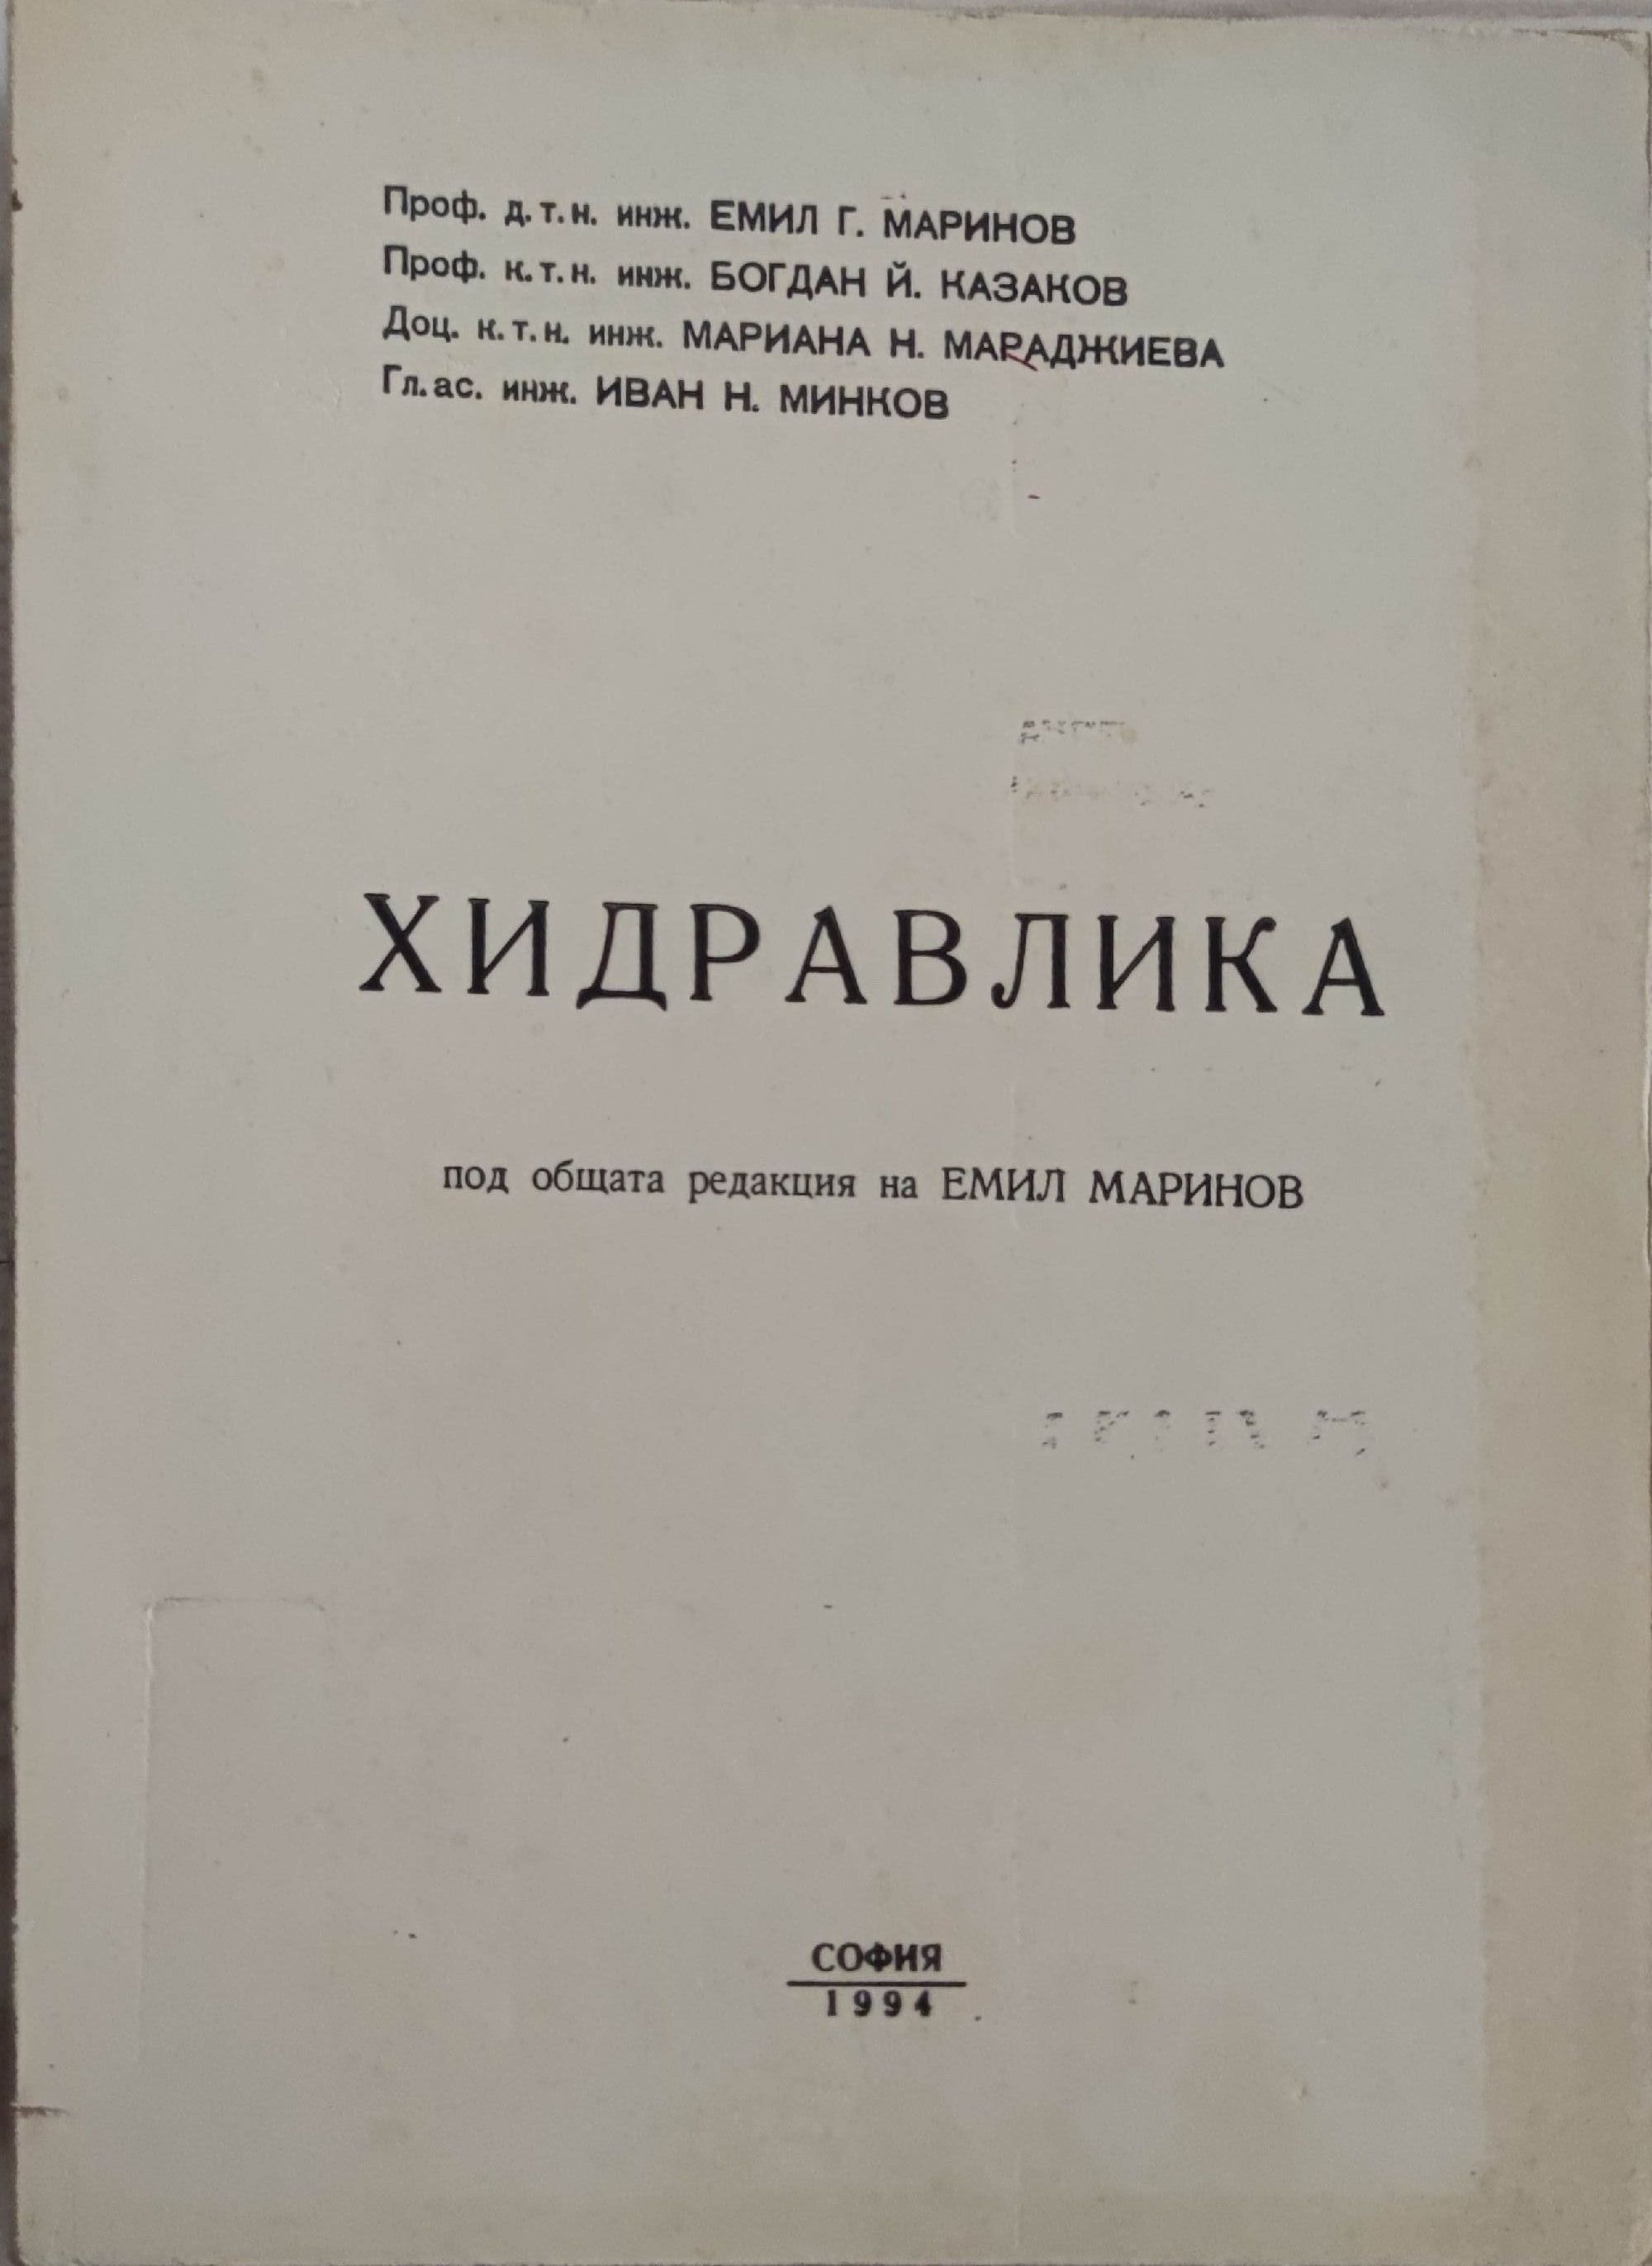 Проф. д.т.н. инж. ЕМИЛ Г. МАРИНОВ
Проф. к.т.н. инж. БОГДАН Й. КАЗАКОВ
Доц. к.т.н. инж. МАРИАНА Н. МАРАДЖИЕВА
Гл.ас. инж. ИВАН Н. МИНКОВ
ХИДРАВЛИКА
под общата редакция на ЕМИЛ МАРИНОВ
СОФИЯ
1994